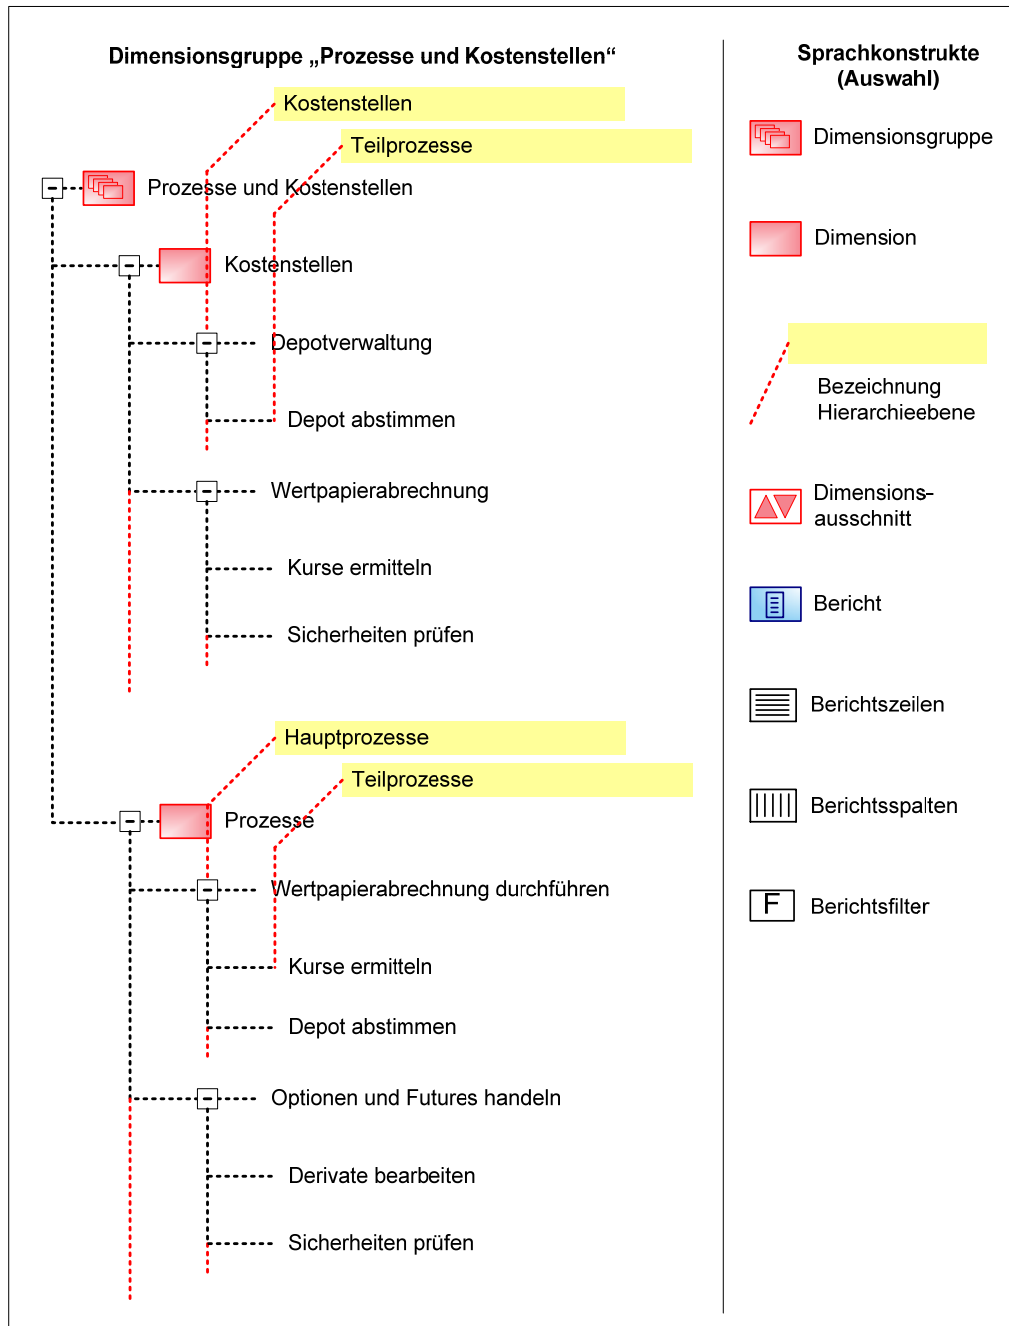 Dimensionsgruppe „Prozesse und Kostenstellen“
Kostenstellen
Teilprozesse
Prozesse und Kostenstellen
Kostenstellen
Depotverwaltung
Depot abstimmen
Wertpapierabrechnung
Kurse ermitteln
Sicherheiten prüfen
Hauptprozesse
Teilprozesse
Prozesse
Wertpapierabrechnung durchführen
Kurse ermitteln
Depot abstimmen
Optionen und Futures handeln
Derivate bearbeiten
Sicherheiten prüfen
Sprachkonstrukte
(Auswahl)
Dimensionsgruppe
Dimension
Bezeichnung
Hierarchieebene
Dimensions-
ausschnitt
Bericht
Berichtszeilen
Berichtsspalten
F
Berichtsfilter